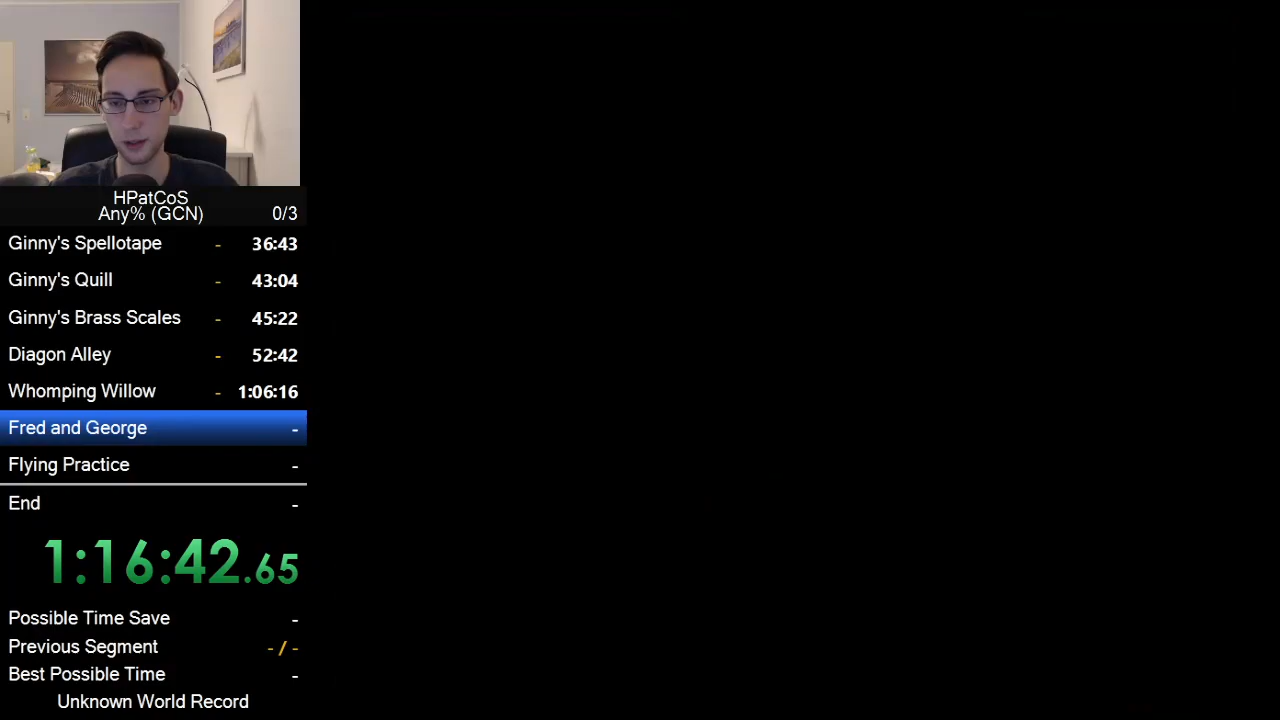 HPatCoS
Any% (GCN) 0/3
Ginny's Spellotape - 36:43
Ginny's Quill - 43:04
Ginny's Brass Scales - 45:22
Diagon Alley - 52:42
Whomping Willow - 1:06:16
Fred and George -
Flying Practice -
End -
1:16:42.65
Possible Time Save -
Previous Segment - / -
Best Possible Time -
Unknown World Record